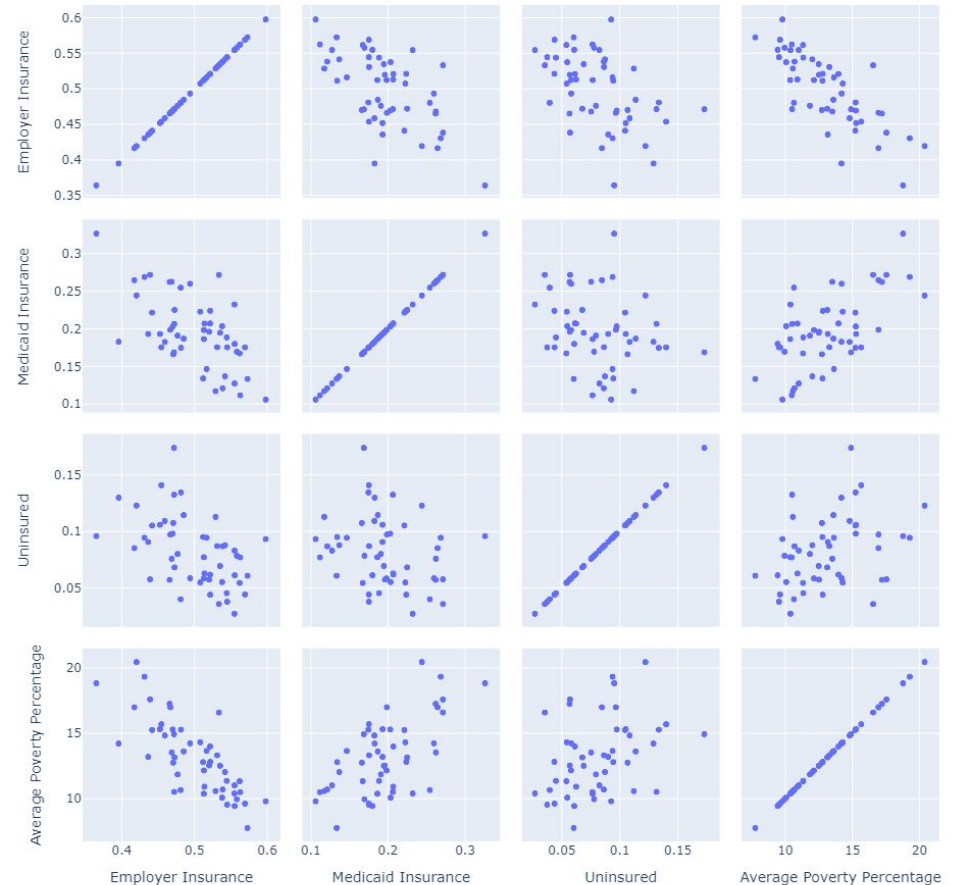 0.6
0.55
0.5
0.45
0.4
0.35
Employer Insurance
0.3
0.25
0.2
0.15
0.1
Medicaid Insurance
0.15
0.1
0.05
Uninsured
20
15
10
Average Poverty Percentage
0.4 0.5 0.6
0.1 0.2 0.3
0.05 0.1 0.15
10 15 20
Employer Insurance
Medicaid Insurance
Uninsured
Average Poverty Percentage